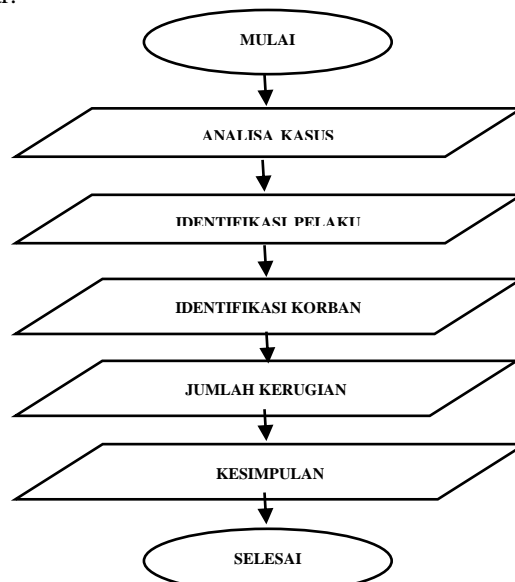 MULAI
ANALISA KASUS
IDENTIFIKASI PELAKU
IDENTIFIKASI KORBAN
JUMLAH KERUGIAN
KESIMPULAN
SELESAI